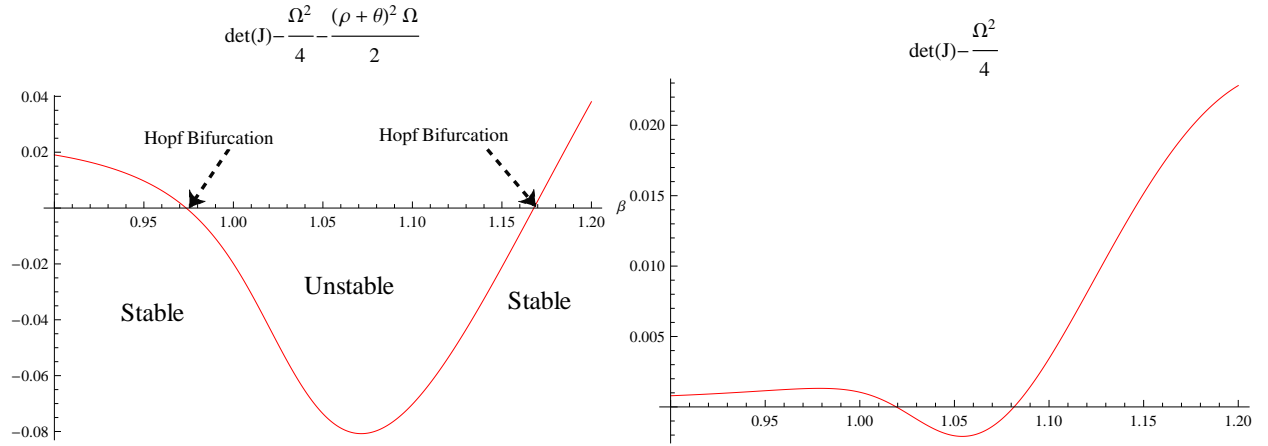 det(J)−Ω²/4−(ρ + θ)² Ω/2
0.04
0.02
−0.02
−0.04
−0.06
−0.08
Hopf Bifurcation
Hopf Bifurcation
0.95 1.00 1.05 1.10 1.15 1.20
β
Stable
Unstable
Stable
det(J)−Ω²/4
0.020
0.015
0.010
0.005
0.95 1.00 1.05 1.10 1.15 1.20